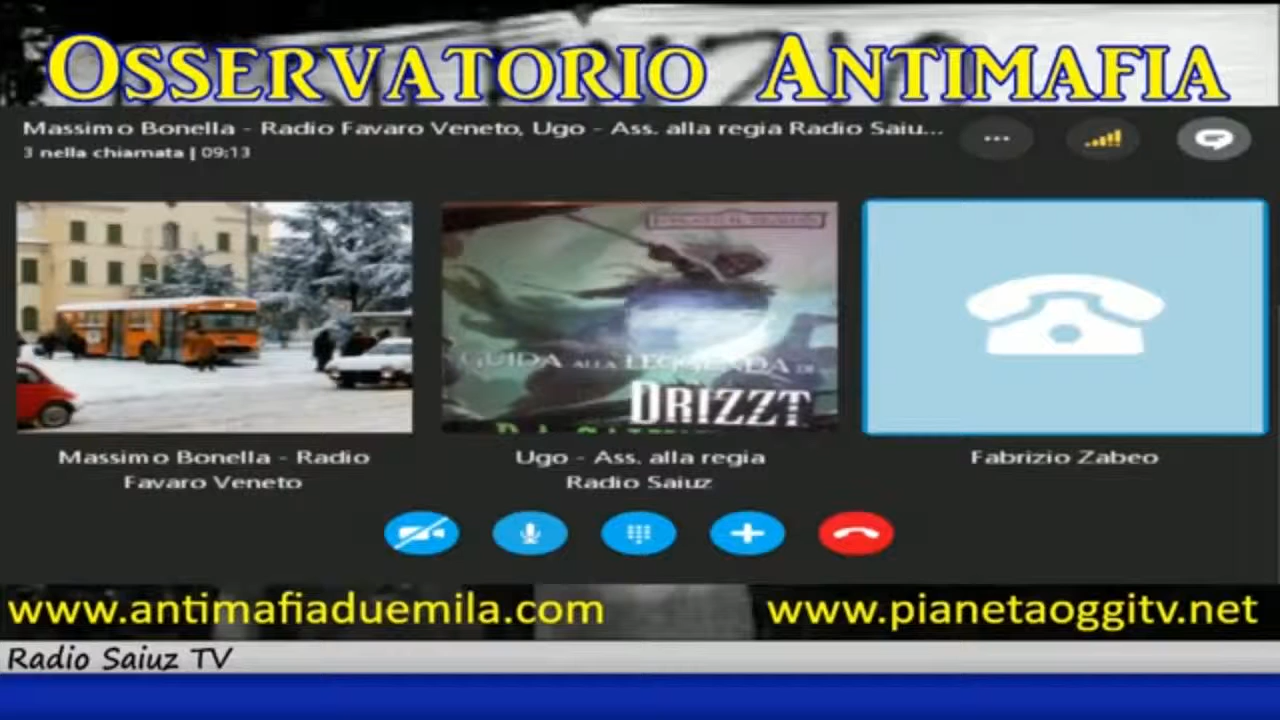 OSSERVATORIO ANTIMAFIA
Massimo Bonella - Radio Favaro Veneto, Ugo - Ass. alla regia Radio Saiu...
3 nella chiamata | 09:13
GUIDA ALLA LEGGENDA DI
DRIZZT
Massimo Bonella - Radio
Favaro Veneto
Ugo - Ass. alla regia
Radio Saiuz
Fabrizio Zabeo
www.antimafiaduemila.com
www.pianetaoggitv.net
Radio Saiuz TV